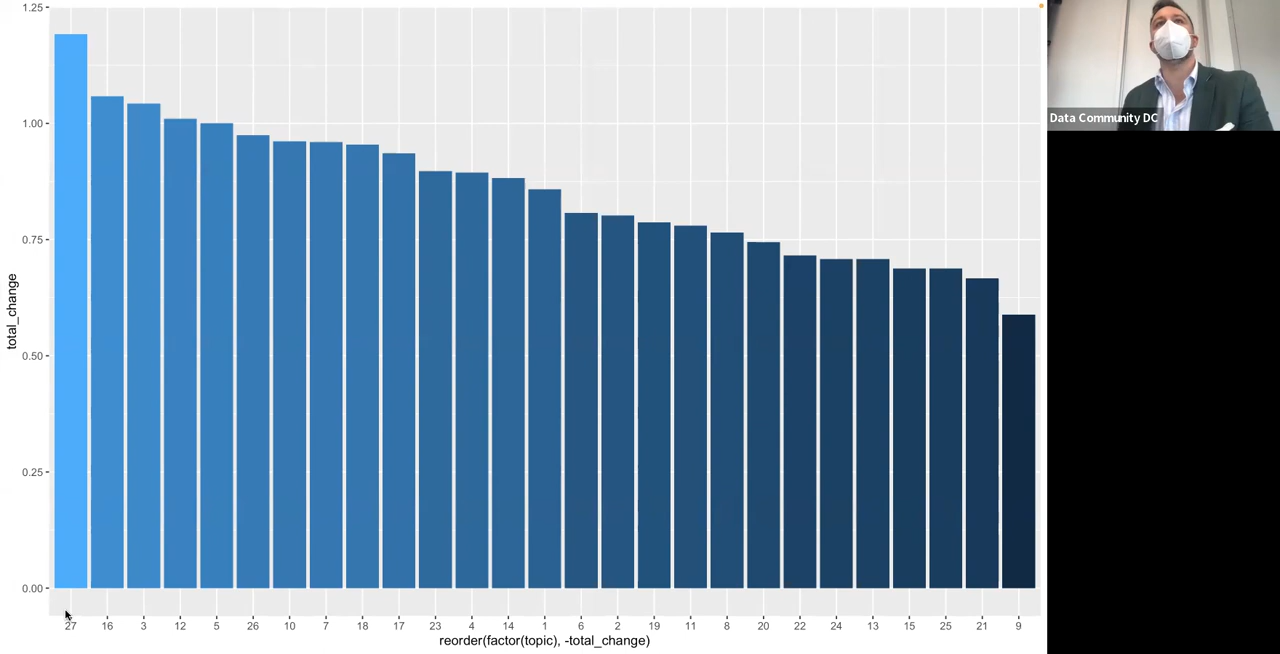 1.25
1.00
0.75
0.50
0.25
0.00
total_change
27 16 3 12 5 26 10 7 18 17 23 4 14 1 6 2 19 11 8 20 22 24 13 15 25 21 9
reorder(factor(topic), -total_change)
Data Community DC